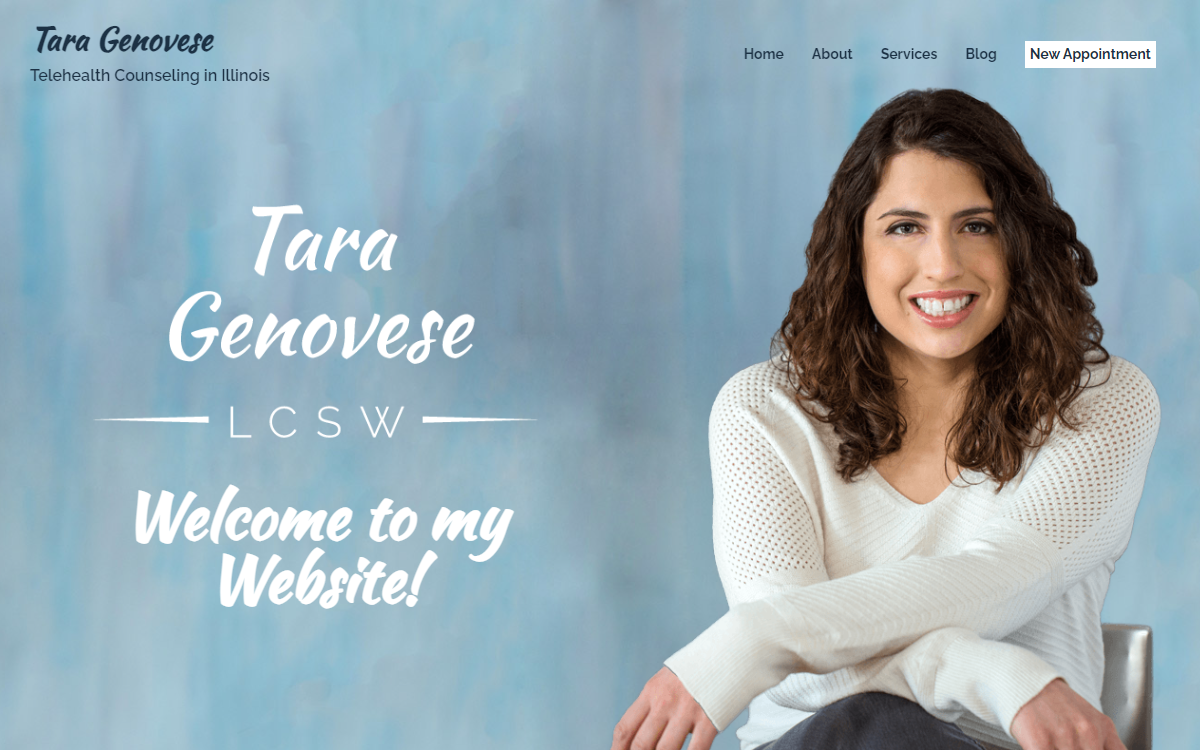 Tara Genovese
Telehealth Counseling in Illinois
Home About Services Blog New Appointment
Tara
Genovese
LCSW
Welcome to my
Website!